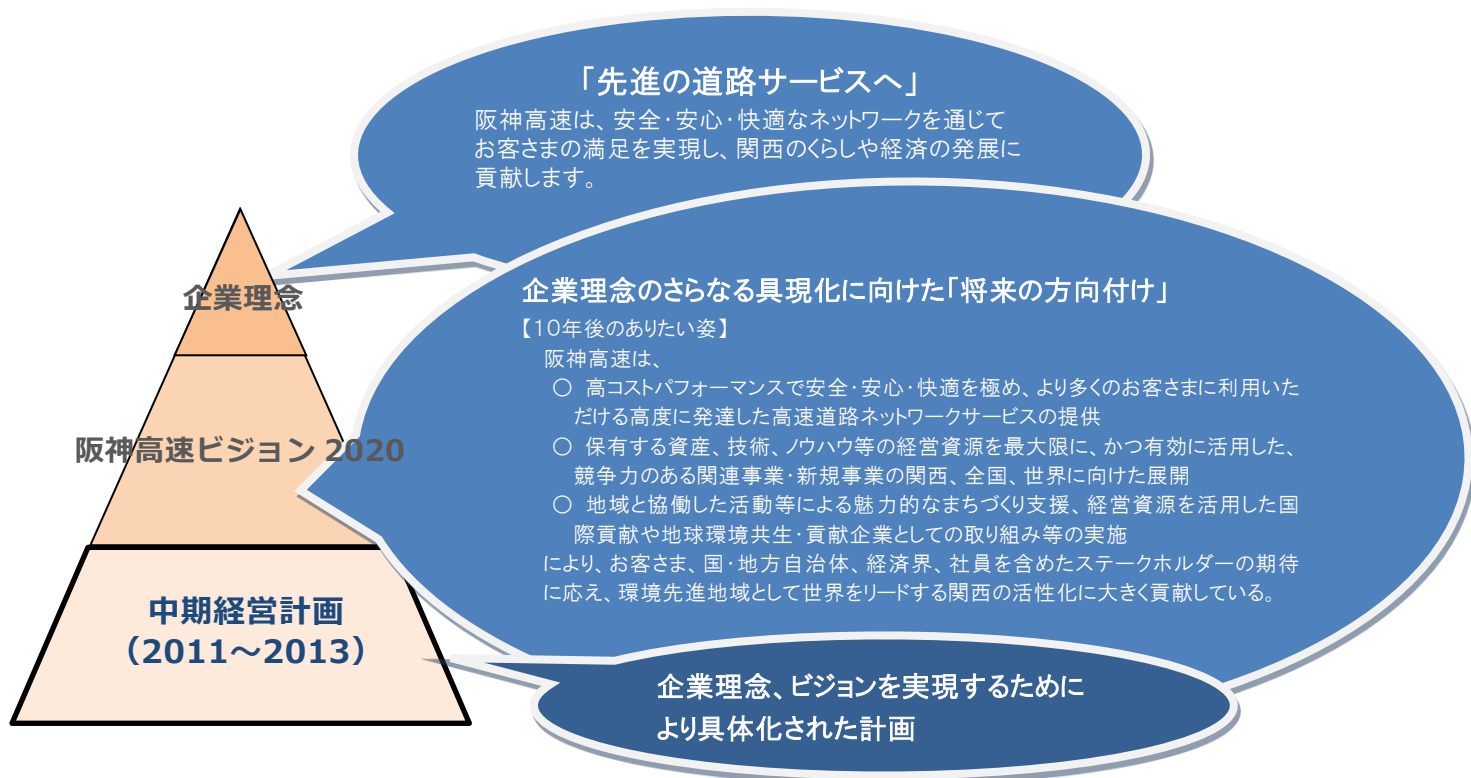 「先進の道路サービスへ」
阪神高速は、安全・安心・快適なネットワークを通じて
お客さまの満足を実現し、関西のくらしや経済の発展に
貢献します。
企業理念
企業理念のさらなる具現化に向けた「将来の方向付け」
【10年後のありたい姿】
阪神高速は、
○ 高コストパフォーマンスで安全・安心・快適を極め、より多くのお客さまに利用いた
だける高度に発達した高速道路ネットワークサービスの提供
○ 保有する資産、技術、ノウハウ等の経営資源を最大限に、かつ有効に活用した、
競争力のある関連事業・新規事業の関西、全国、世界に向けた展開
○ 地域と協働した活動等による魅力的なまちづくり支援、経営資源を活用した国
際貢献や地球環境共生・貢献企業としての取り組み等の実施
により、お客さま、国・地方自治体、経済界、社員を含めたステークホルダーの期待
に応え、環境先進地域として世界をリードする関西の活性化に大きく貢献している。
阪神高速ビジョン 2020
中期経営計画
（2011～2013）
企業理念、ビジョンを実現するために
より具体化された計画